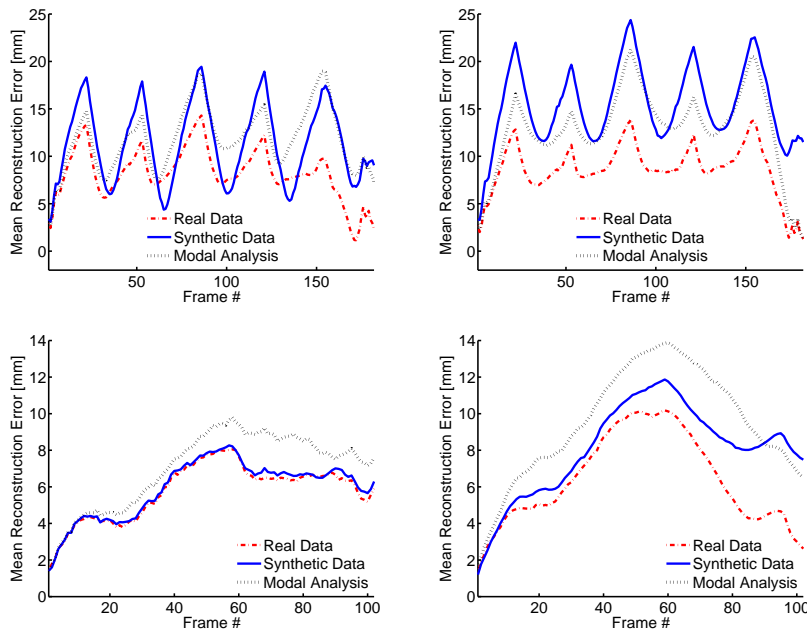 Mean Reconstruction Error [mm]
25
20
15
10
5
0
50
100
150
Frame #
Real Data
Synthetic Data
Modal Analysis
Mean Reconstruction Error [mm]
25
20
15
10
5
0
50
100
150
Frame #
Real Data
Synthetic Data
Modal Analysis
Mean Reconstruction Error [mm]
14
12
10
8
6
4
2
0
20
40
60
80
100
Frame #
Real Data
Synthetic Data
Modal Analysis
Mean Reconstruction Error [mm]
14
12
10
8
6
4
2
0
20
40
60
80
100
Frame #
Real Data
Synthetic Data
Modal Analysis